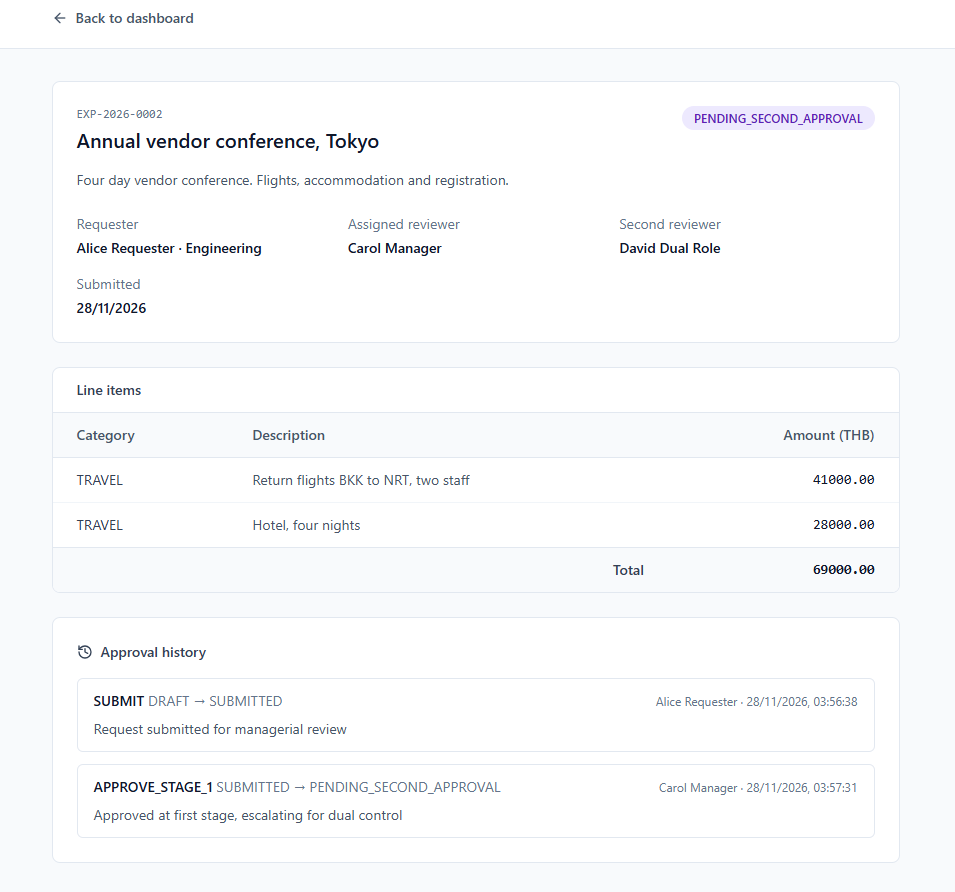 Back to dashboard
EXP-2026-0002
PENDING_SECOND_APPROVAL
Annual vendor conference, Tokyo
Four day vendor conference. Flights, accommodation and registration.
Requester
Assigned reviewer
Second reviewer
Alice Requester · Engineering
Carol Manager
David Dual Role
Submitted
28/11/2026
Line items
Category Description Amount (THB)
TRAVEL Return flights BKK to NRT, two staff 41000.00
TRAVEL Hotel, four nights 28000.00
Total 69000.00
Approval history
SUBMIT DRAFT → SUBMITTED Alice Requester · 28/11/2026, 03:56:38
Request submitted for managerial review
APPROVE_STAGE_1 SUBMITTED → PENDING_SECOND_APPROVAL Carol Manager · 28/11/2026, 03:57:31
Approved at first stage, escalating for dual control